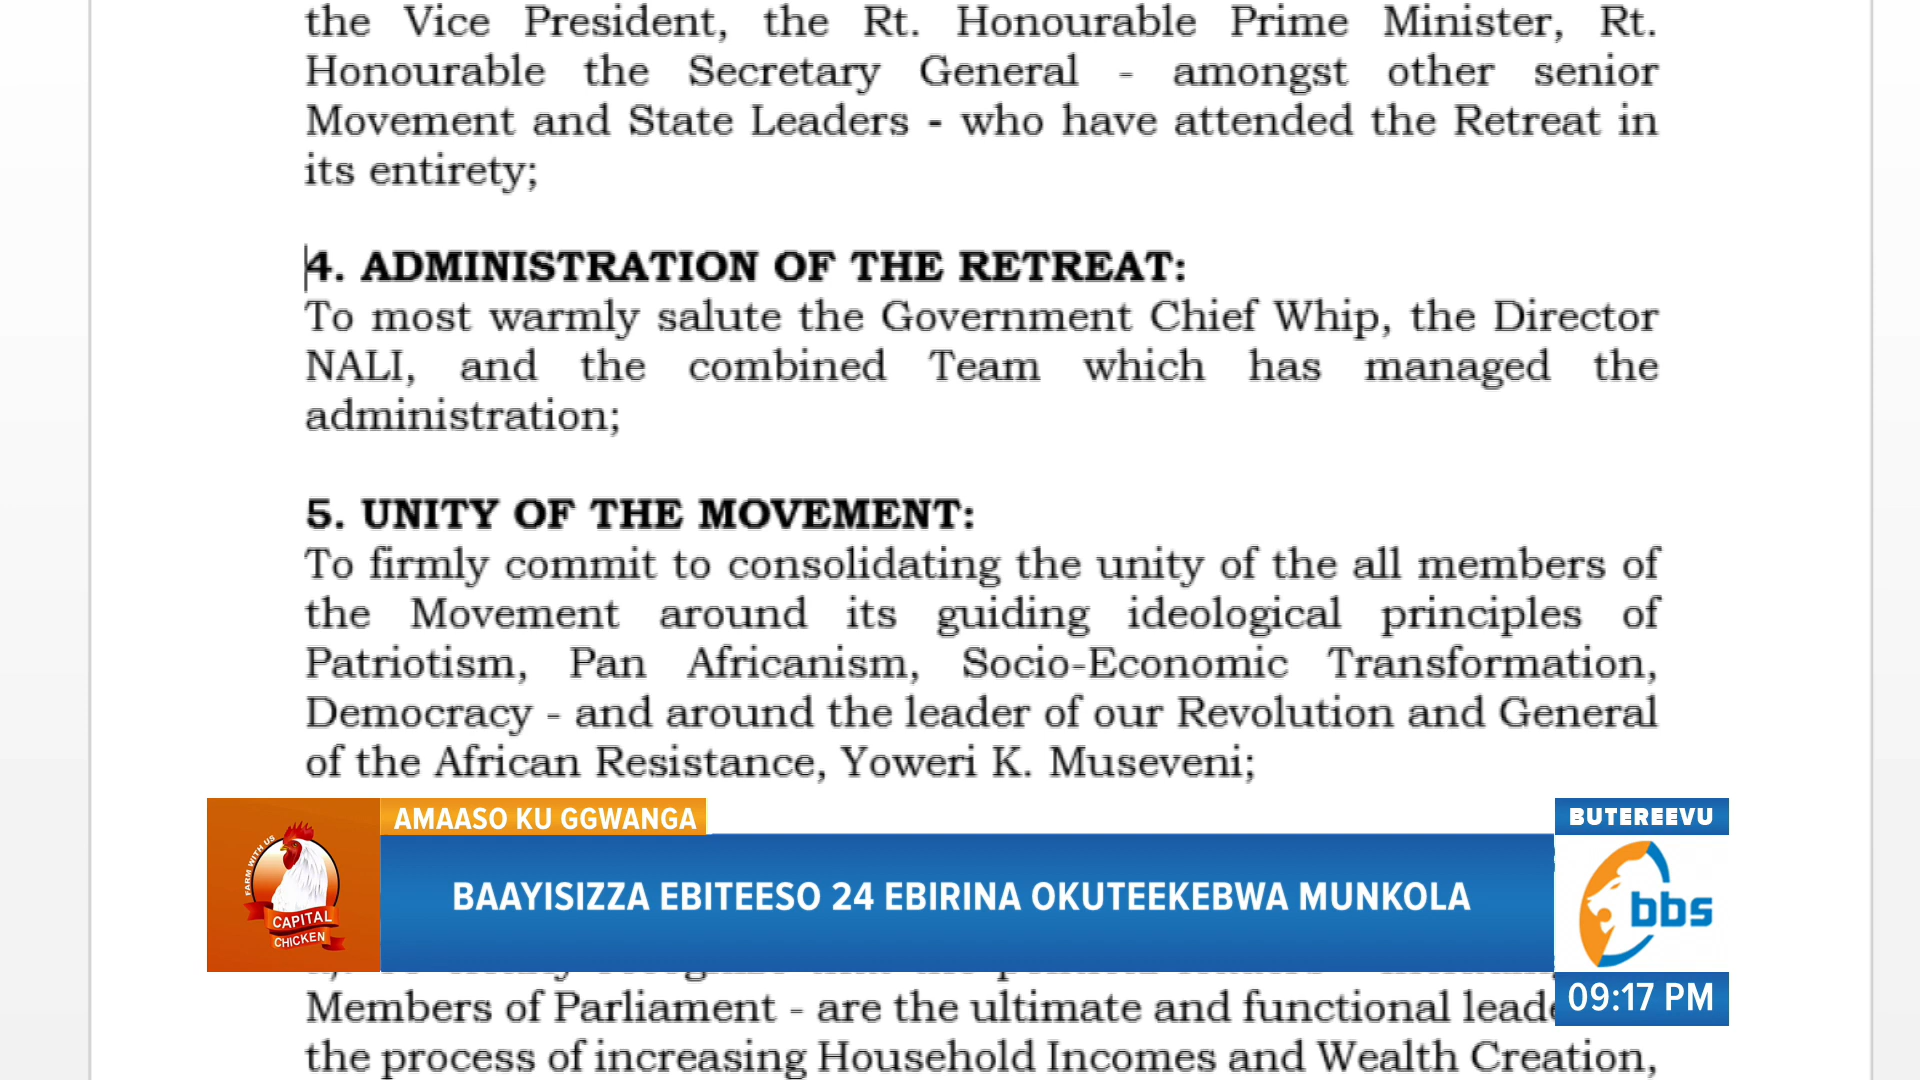 the Vice President, the Rt. Honourable Prime Minister, Rt.
Honourable the Secretary General - amongst other senior
Movement and State Leaders - who have attended the Retreat in
its entirety;
4. ADMINISTRATION OF THE RETREAT:
To most warmly salute the Government Chief Whip, the Director
NALI, and the combined Team which has managed the
administration;
5. UNITY OF THE MOVEMENT:
To firmly commit to consolidating the unity of the all members of
the Movement around its guiding ideological principles of
Patriotism, Pan Africanism, Socio-Economic Transformation,
Democracy - and around the leader of our Revolution and General
of the African Resistance, Yoweri K. Museveni;
AMAASO KU GGWANGA
BUTEREEVU
FARM WITH US
CAPITAL
CHICKEN
BAAYISIZZA EBITEESO 24 EBIRINA OKUTEEKEBWA MUNKOLA
bbs
09:17 PM
Members of Parliament - are the ultimate and functional
the process of increasing Household Incomes and Wealth Creation,